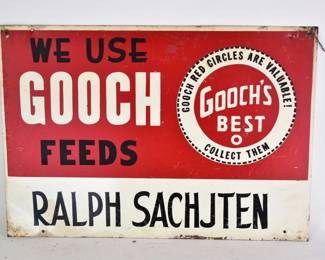 WE USE
GOOCH
FEEDS
GOOCH RED CIRCLES ARE VALUABLE!
GOOCH'S
BEST
COLLECT THEM
RALPH SACHJTEN